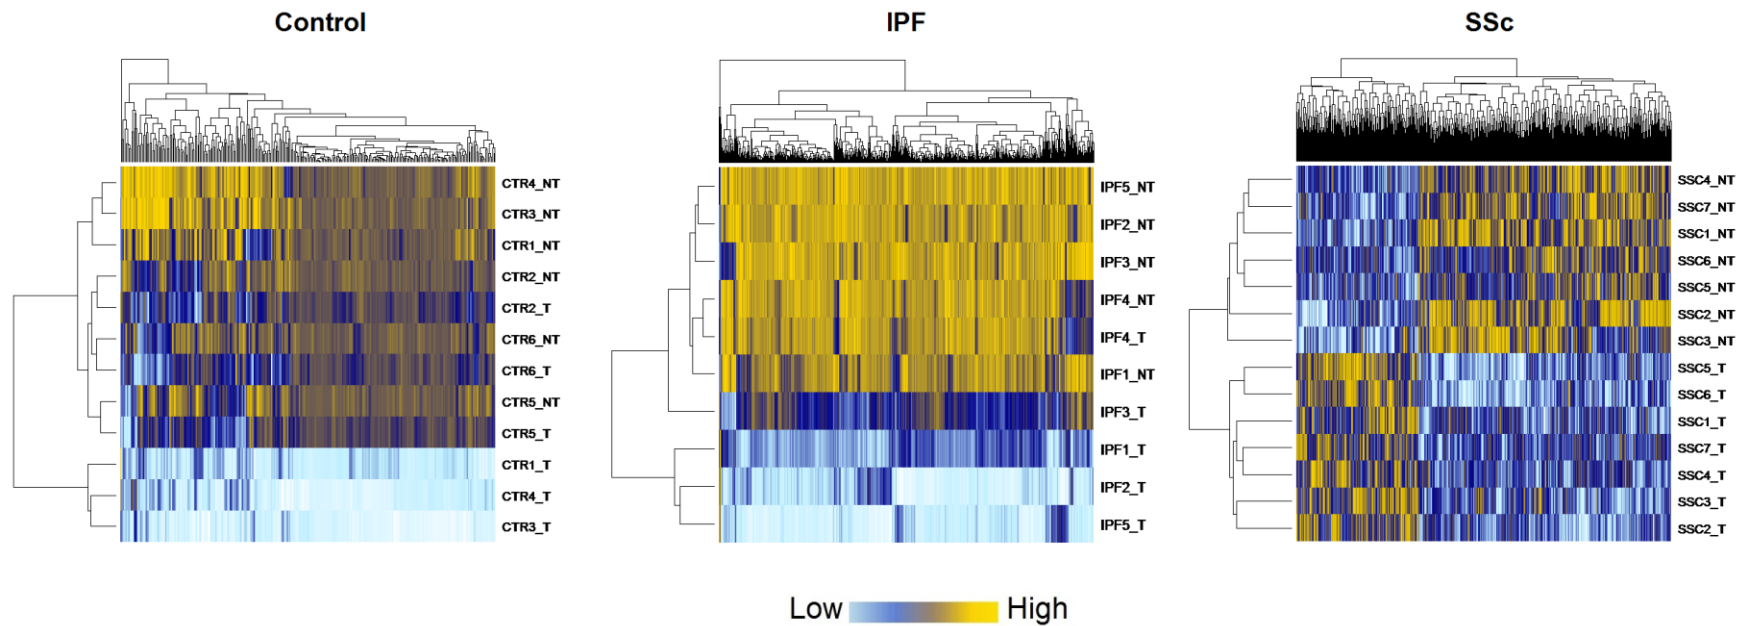 Control
IPF
SSc
CTR4_NT
CTR3_NT
CTR1_NT
CTR2_NT
CTR2_T
CTR6_NT
CTR6_T
CTR5_NT
CTR5_T
CTR1_T
CTR4_T
CTR3_T
IPF5_NT
IPF2_NT
IPF3_NT
IPF4_NT
IPF4_T
IPF1_NT
IPF3_T
IPF1_T
IPF2_T
IPF5_T
SSC4_NT
SSC7_NT
SSC1_NT
SSC6_NT
SSC5_NT
SSC2_NT
SSC3_NT
SSC5_T
SSC6_T
SSC1_T
SSC7_T
SSC4_T
SSC3_T
SSC2_T
Low High